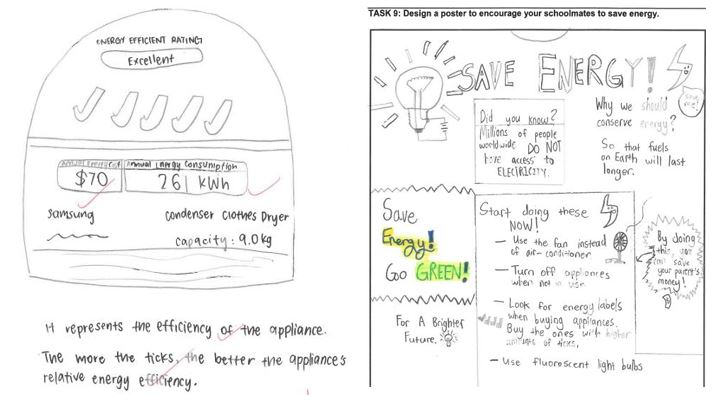 ENERGY EFFICIENT RATING
Excellent
Annual Energy Cost
Annual Energy Consumption
$70
261 kWh
Samsung
Condenser Clothes Dryer
Capacity: 9.0kg
It represents the efficiency of the appliance.
The more the ticks, the better the appliance's
relative energy efficiency.
TASK 9: Design a poster to encourage your schoolmates to save energy.
SAVE ENERGY!
Did you know?
Millions of people
worldwide DO NOT
have access to
ELECTRICITY.
Why we should
conserve energy?
So that fuels
on Earth will last
longer.
Save
Energy!
Go GREEN!
For A Brighter
Future.
Start doing these
NOW!
— Use the fan instead
of air-conditioner
— Turn off appliances
when not in use
— Look for energy labels
when buying appliances.
Buy the ones with higher
amounts of ticks.
— Use fluorescent light bulbs
By doing
this, you
can save
your parent's
money!